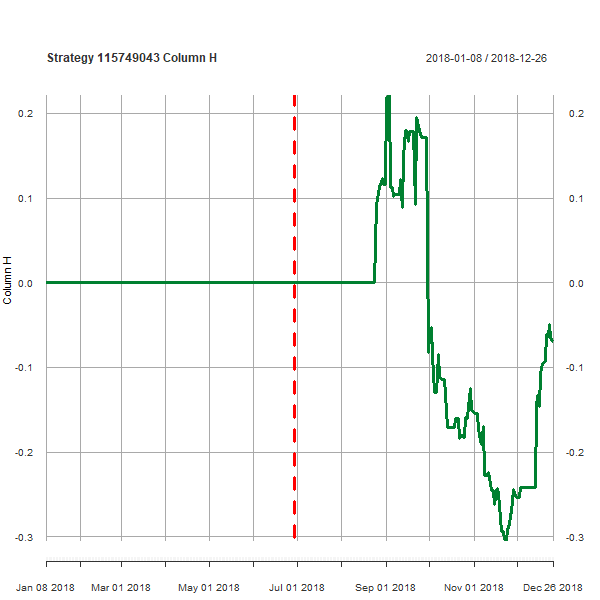 Strategy 115749043 Column H 2018-01-08 / 2018-12-26
0.2 0.2
0.1 0.1
0.0 0.0
Column H
-0.1 -0.1
-0.2 -0.2
-0.3 -0.3
Jan 08 2018 Mar 01 2018 May 01 2018 Jul 01 2018 Sep 01 2018 Nov 01 2018 Dec 26 2018